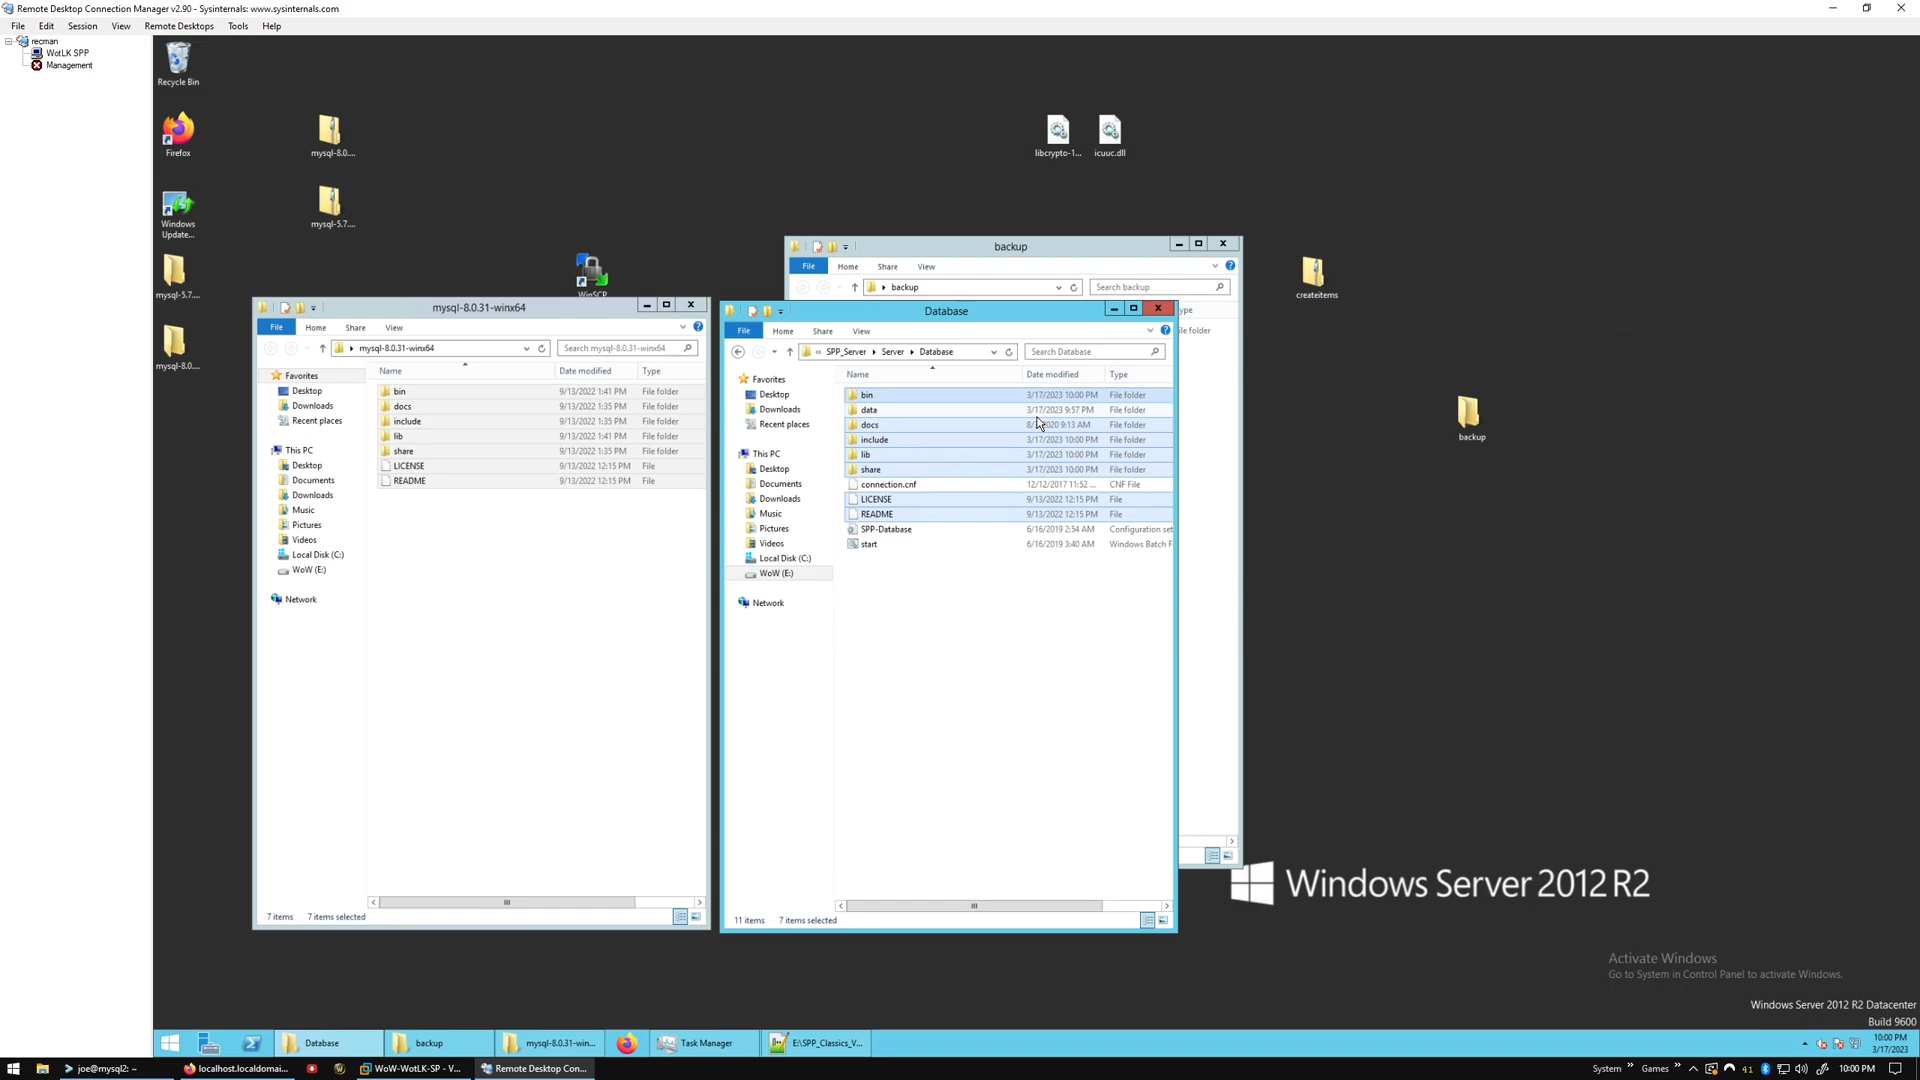 Remote Desktop Connection Manager v2.90 - Sysinternals: www.sysinternals.com
File Edit Session View Remote Desktops Tools Help
recman
WotLK SPP
Management
Recycle Bin
Firefox
mysql-8.0....
libcrypto-1...
icuuc.dll
Windows
Update...
mysql-5.7....
mysql-5.7....
WinSCP
createitems
mysql-8.0....
backup
backup
File Home Share View
backup
Search backup
ype
ile folder
mysql-8.0.31-winx64
File Home Share View
mysql-8.0.31-winx64
Search mysql-8.0.31-winx64
Name Date modified Type
Favorites
Desktop
Downloads
Recent places
This PC
Desktop
Documents
Downloads
Music
Pictures
Videos
Local Disk (C:)
WoW (E:)
Network
bin 9/13/2022 1:41 PM File folder
docs 9/13/2022 1:35 PM File folder
include 9/13/2022 1:35 PM File folder
lib 9/13/2022 1:41 PM File folder
share 9/13/2022 1:35 PM File folder
LICENSE 9/13/2022 12:15 PM File
README 9/13/2022 12:15 PM File
7 items 7 items selected
Database
File Home Share View
« SPP_Server Server Database
Search Database
Name Date modified Type
Favorites
Desktop
Downloads
Recent places
This PC
Desktop
Documents
Downloads
Music
Pictures
Videos
Local Disk (C:)
WoW (E:)
Network
bin 3/17/2023 10:00 PM File folder
data 3/17/2023 9:57 PM File folder
docs 9:13 AM File folder
include 3/17/2023 10:00 PM File folder
lib 3/17/2023 10:00 PM File folder
share 3/17/2023 10:00 PM File folder
connection.cnf 12/12/2017 11:52 ... CNF File
LICENSE 9/13/2022 12:15 PM File
README 9/13/2022 12:15 PM File
SPP-Database 6/16/2019 2:54 AM Configuration set
start 6/16/2019 3:40 AM Windows Batch F
11 items 7 items selected
Windows Server 2012 R2
Activate Windows
Go to System in Control Panel to activate Windows.
Windows Server 2012 R2 Datacenter
Build 9600
Database
backup
mysql-8.0.31-win...
Task Manager
E:\SPP_Classics_V...
10:00 PM
3/17/2023
joe@mysql2: ~
localhost.localdomai...
WoW-WotLK-SP - V...
Remote Desktop Con...
System »
Games »
41
10:00 PM